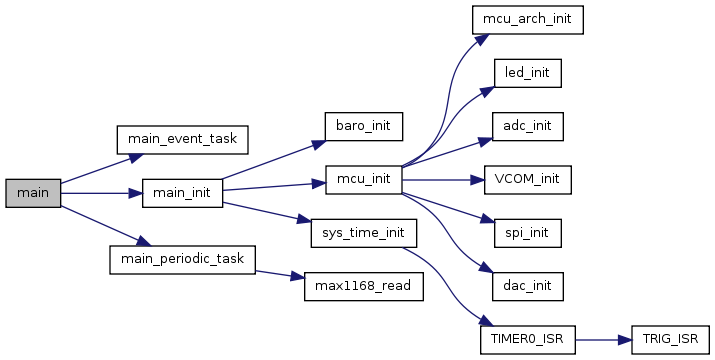 main
main_event_task
main_init
main_periodic_task
baro_init
mcu_init
sys_time_init
max1168_read
mcu_arch_init
led_init
adc_init
VCOM_init
spi_init
dac_init
TIMER0_ISR
TRIG_ISR